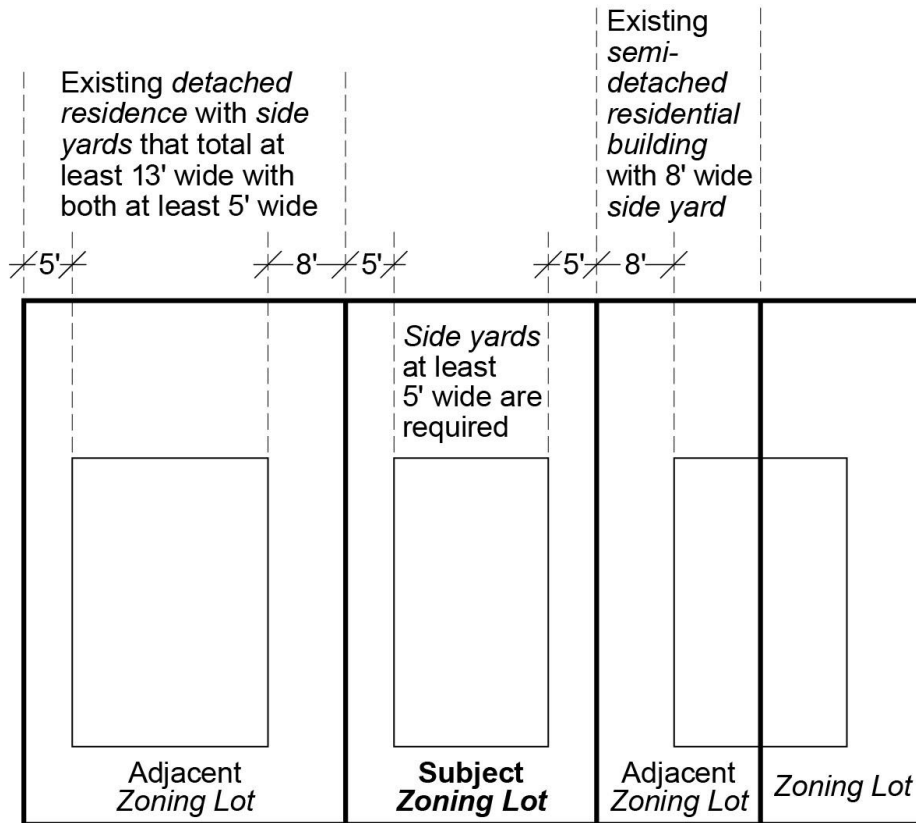 Existing
semi-
detached
residential
building
with 8' wide
side yard
Existing detached
residence with side
yards that total at
least 13' wide with
both at least 5' wide
5'
8'
5'
5'
8'
Side yards
at least
5' wide are
required
Adjacent
Zoning Lot
Subject
Zoning Lot
Adjacent
Zoning Lot
Zoning Lot